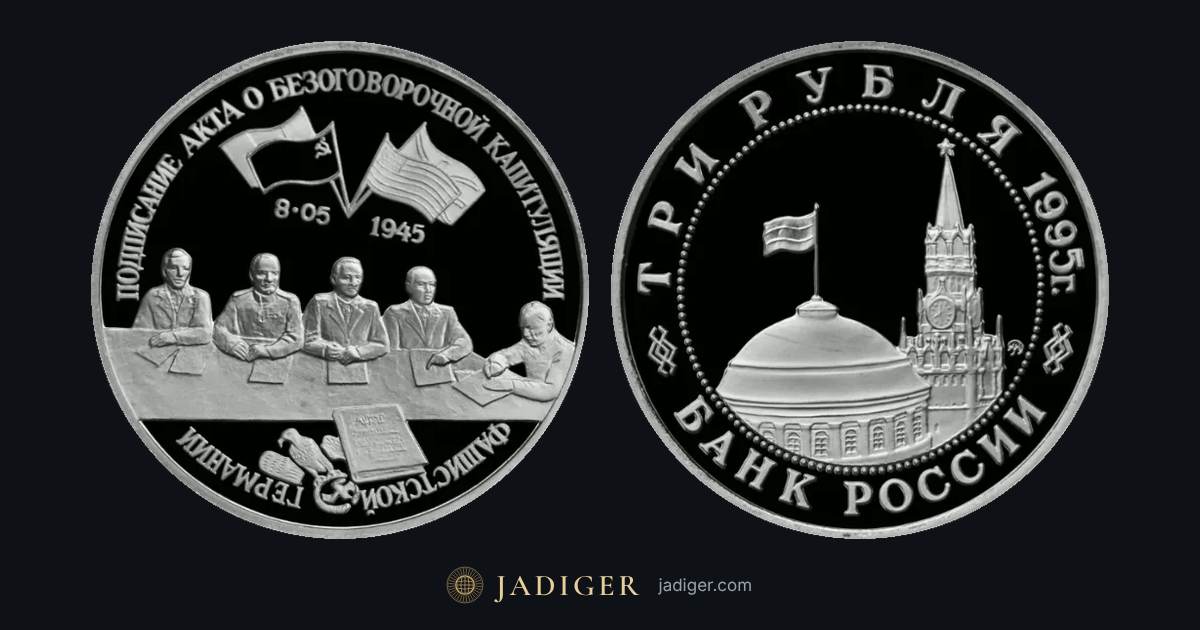 ПОДПИСАНИЕ АКТА О БЕЗОГОВОРОЧНОЙ КАПИТУЛЯЦИИ
ФАШИСТСКОЙ ГЕРМАНИИ
8·05
1945
ТРИ РУБЛЯ 1995г.
БАНК РОССИИ
JADIGER
jadiger.com